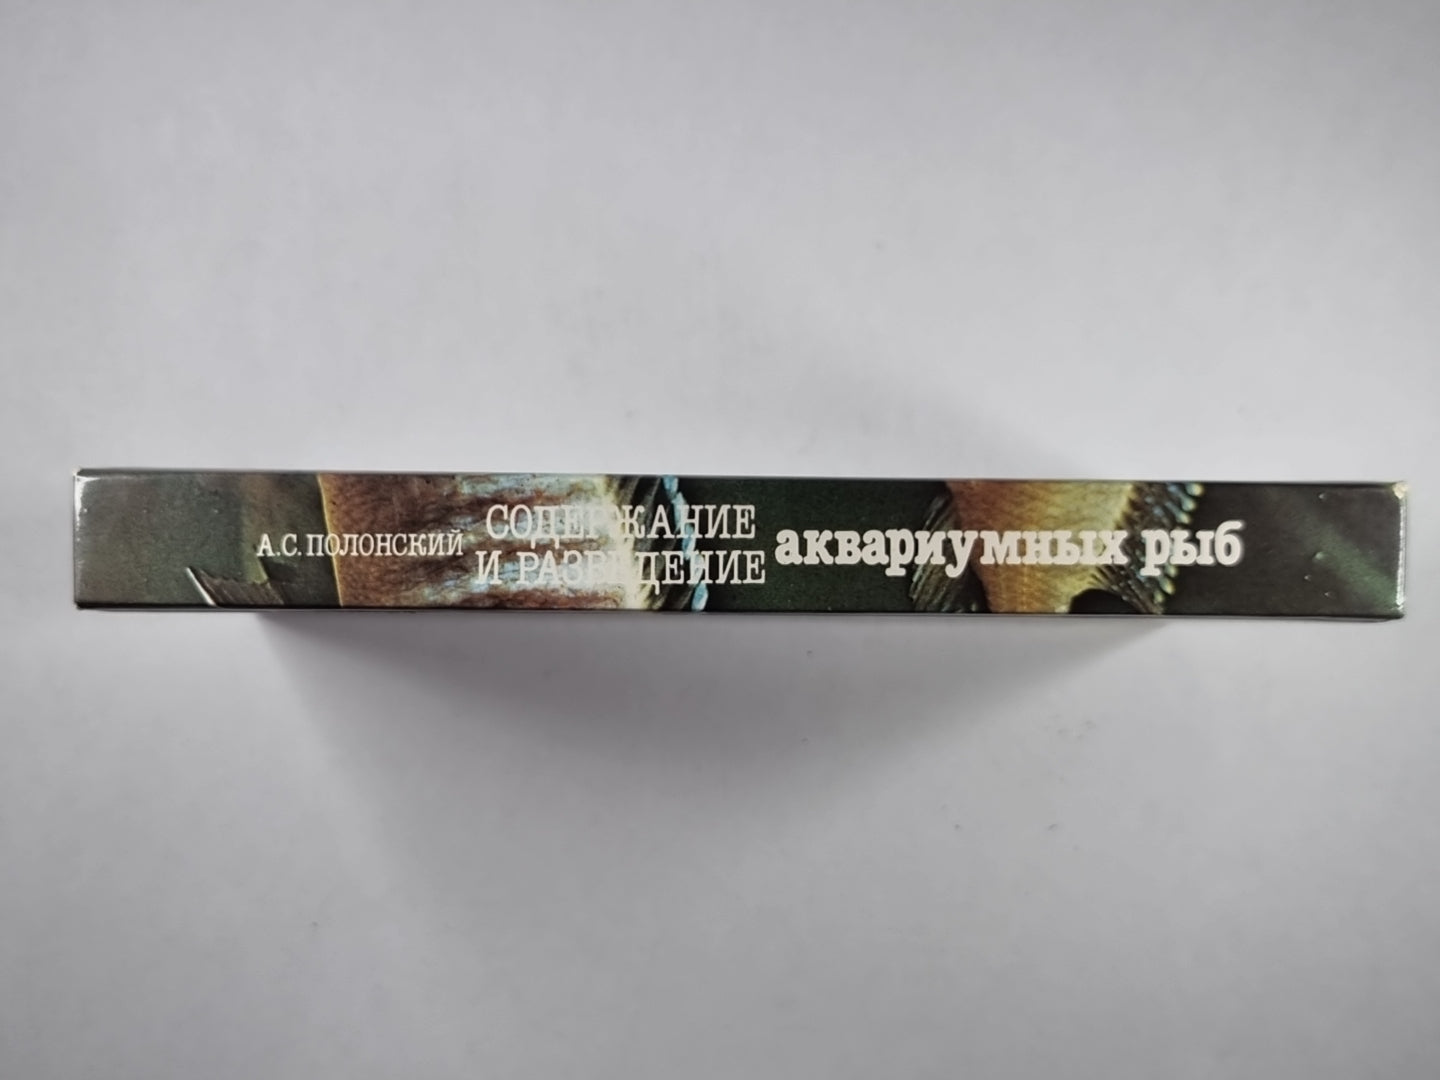 А.С. ПОЛОНСКИЙ
СОДЕРЖАНИЕ
И РАЗВЕДЕНИЕ
аквариумных рыб